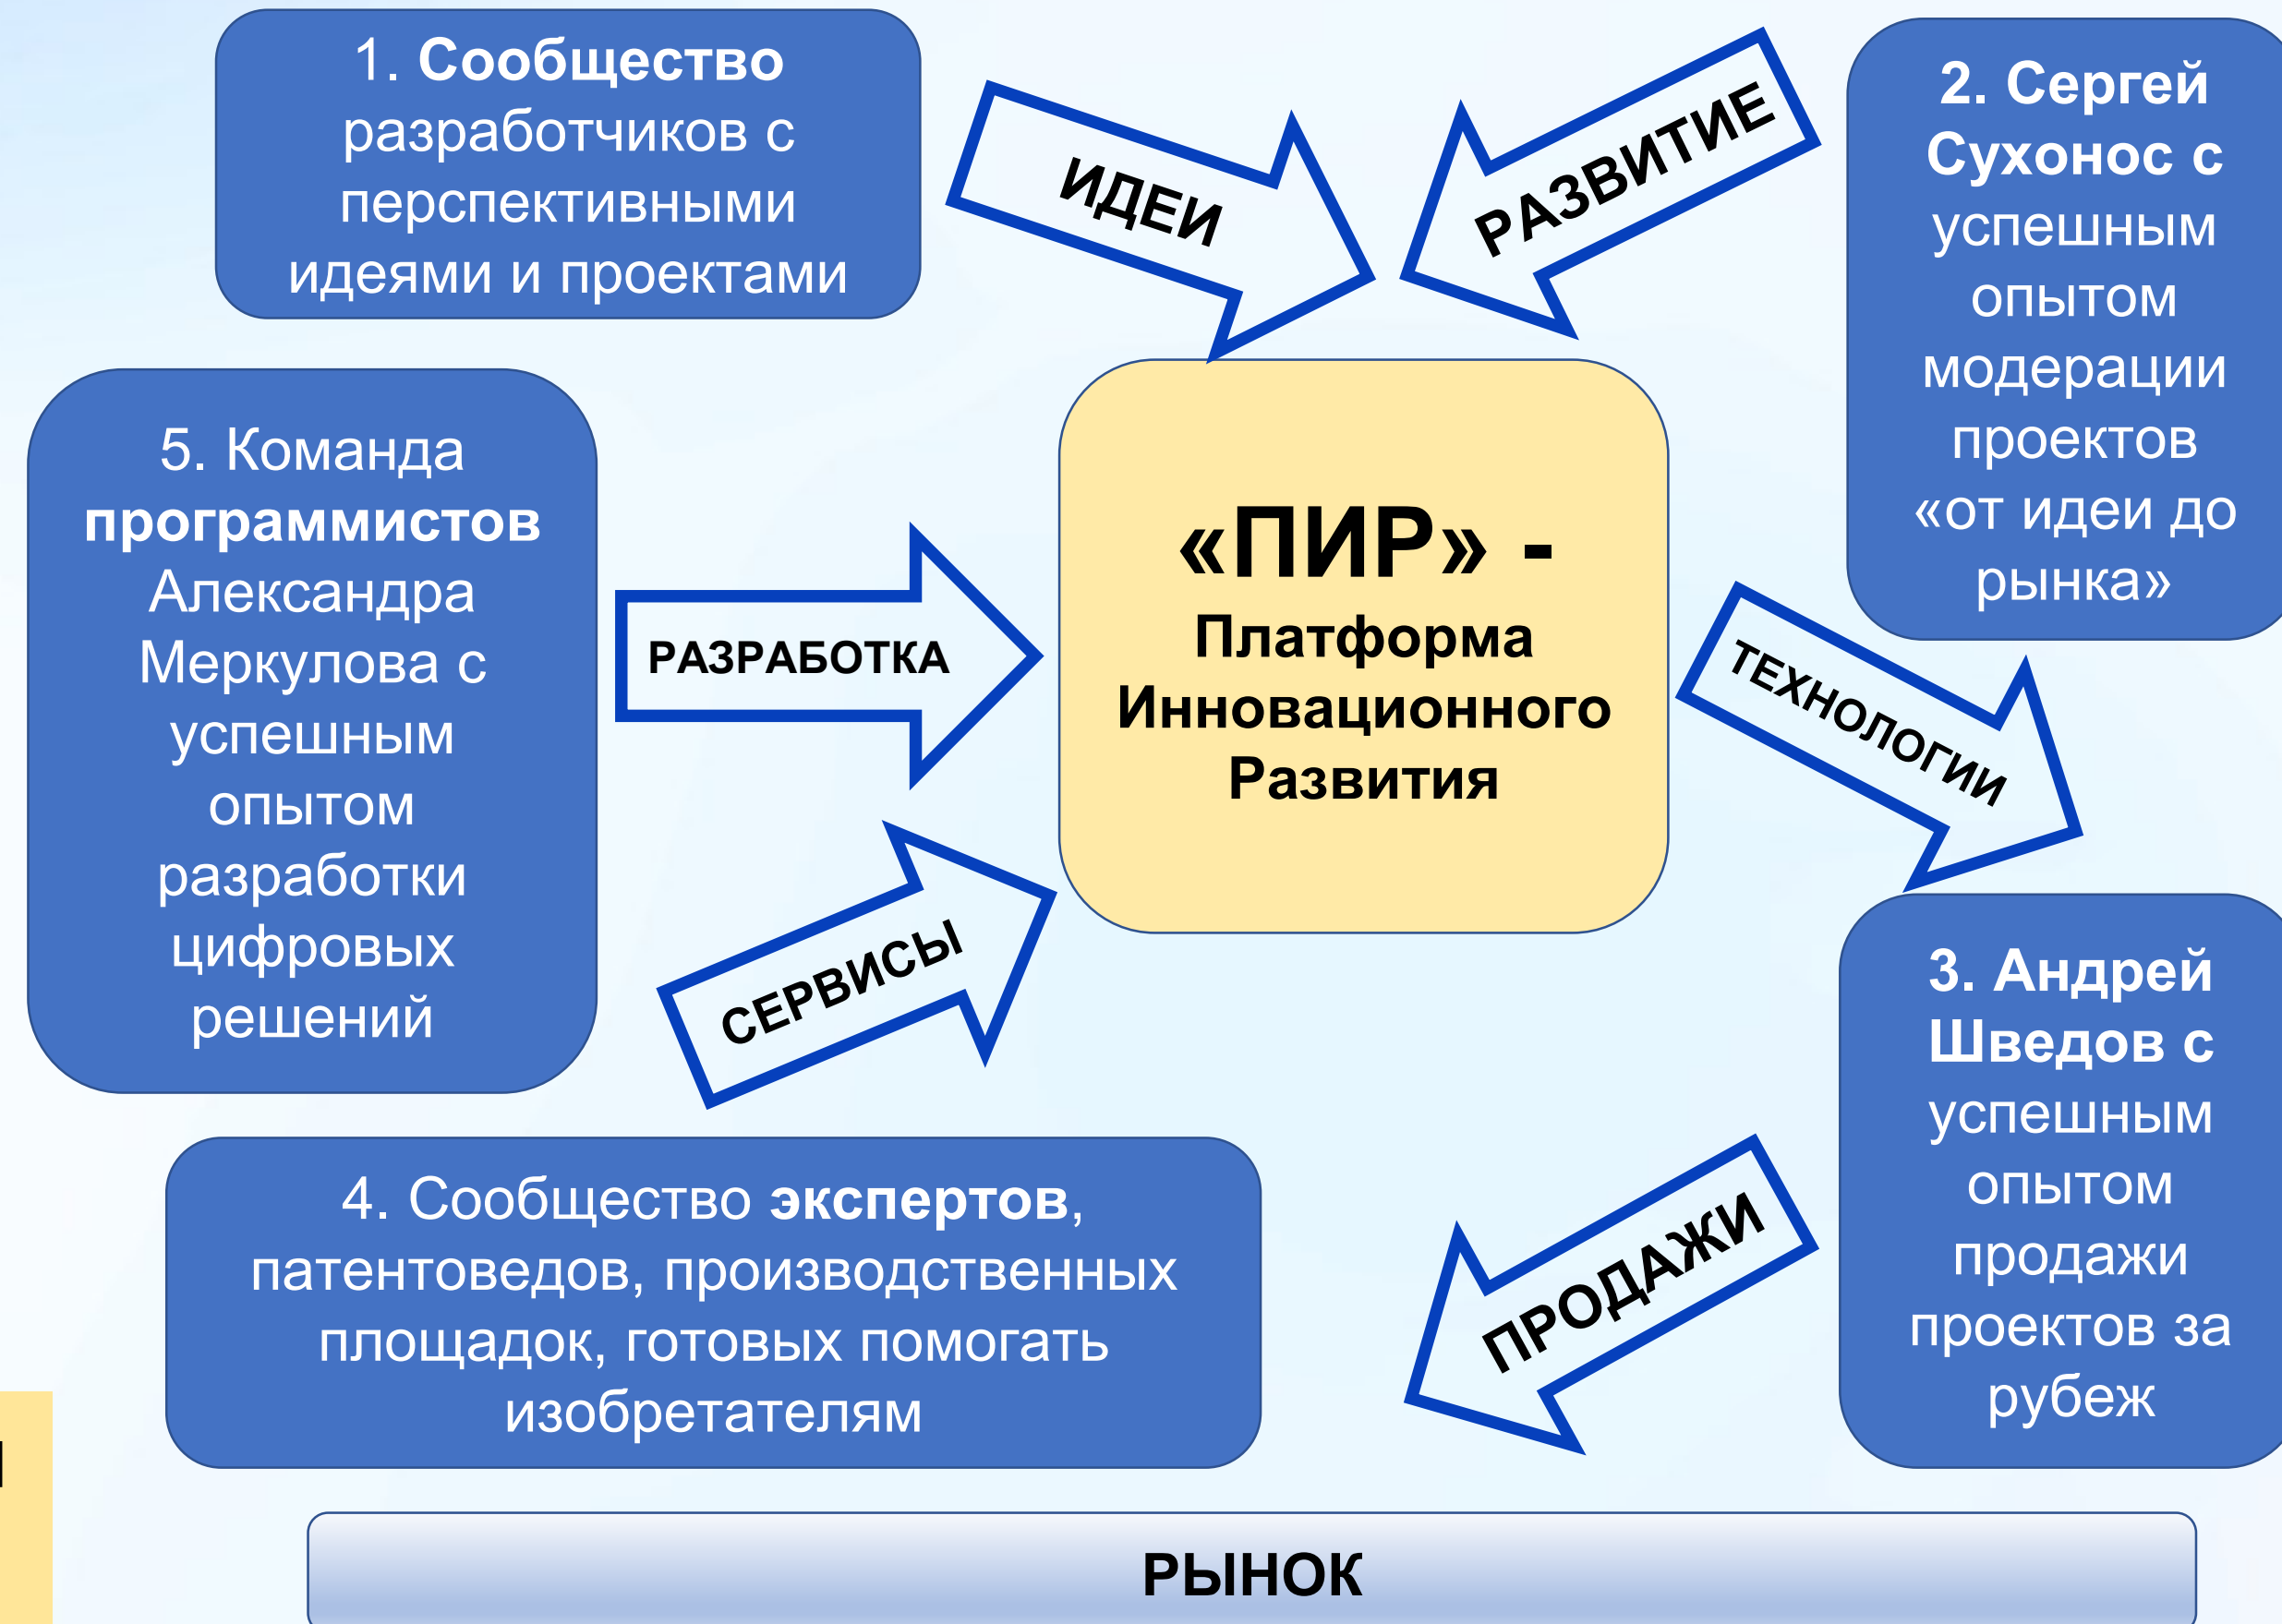 1. Сообщество
разработчиков с
перспективными
идеями и проектами
ИДЕИ
РАЗВИТИЕ
2. Сергей
Сухонос с
успешным
опытом
модерации
проектов
«от идеи до
рынка»
5. Команда
программистов
Александра
Меркулова с
успешным
опытом
разработки
цифровых
решений
РАЗРАБОТКА
«ПИР» -
Платформа
Инновационного
Развития
ТЕХНОЛОГИИ
СЕРВИСЫ
3. Андрей
Шведов с
успешным
опытом
продажи
проектов за
рубеж
4. Сообщество экспертов,
патентоведов, производственных
площадок, готовых помогать
изобретателям
ПРОДАЖИ
РЫНОК